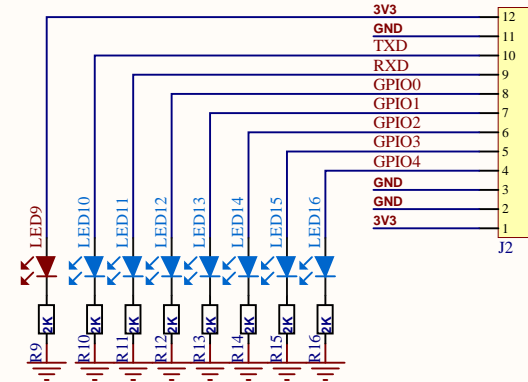 3V3 12
GND 11
TXD 10
RXD 9
GPIO0 8
GPIO1 7
GPIO2 6
GPIO3 5
GPIO4 4
GND 3
GND 2
3V3 1
J2
LED9 LED10 LED11 LED12 LED13 LED14 LED15 LED16
2K 2K 2K 2K 2K 2K 2K 2K
R9 R10 R11 R12 R13 R14 R15 R16